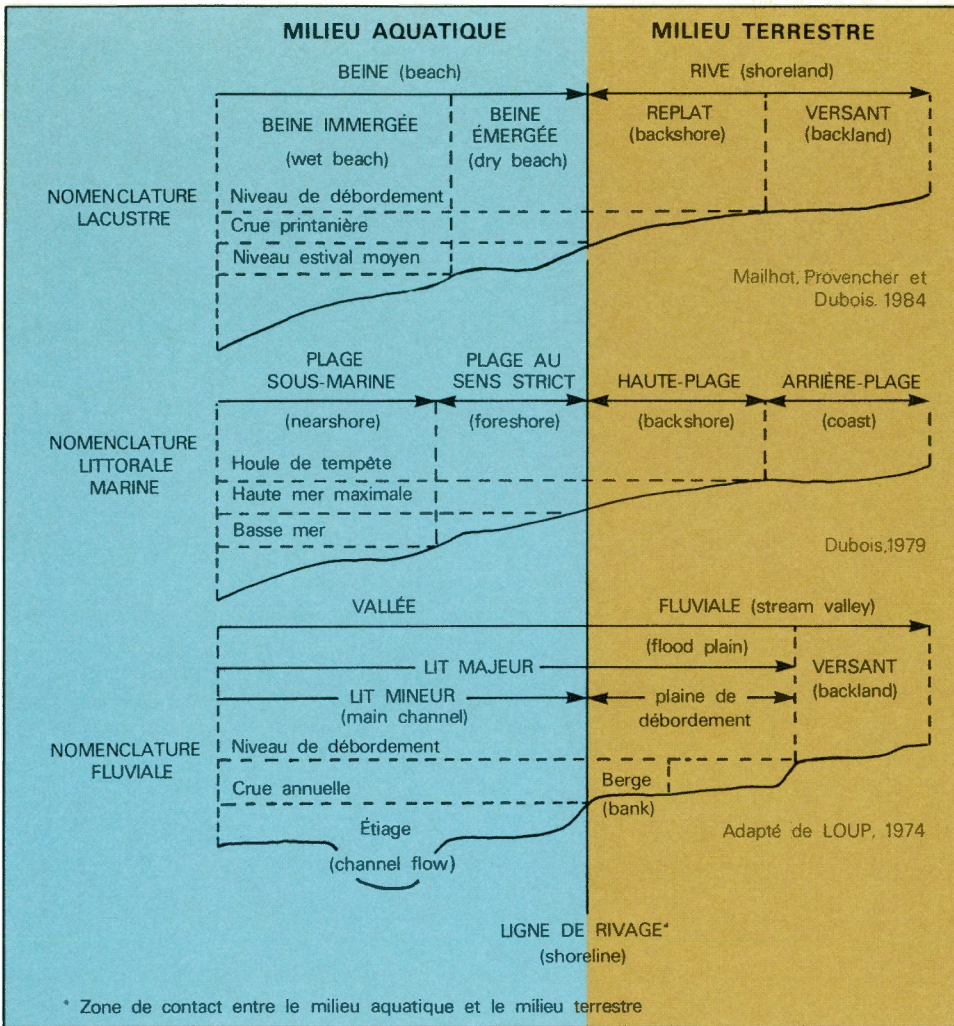 MILIEU AQUATIQUE
MILIEU TERRESTRE
BEINE (beach)
RIVE (shoreland)
BEINE IMMERGÉE
(wet beach)
BEINE
ÉMERGÉE
(dry beach)
REPLAT
(backshore)
VERSANT
(backland)
NOMENCLATURE
LACUSTRE
Niveau de débordement
Crue printanière
Niveau estival moyen
Mailhot, Provencher et
Dubois. 1984
PLAGE
SOUS-MARINE
(nearshore)
PLAGE AU
SENS STRICT
(foreshore)
HAUTE-PLAGE
(backshore)
ARRIÈRE-PLAGE
(coast)
NOMENCLATURE
LITTORALE
MARINE
Houle de tempête
Haute mer maximale
Basse mer
Dubois,1979
VALLÉE
FLUVIALE (stream valley)
(flood plain)
LIT MAJEUR
VERSANT
(backland)
LIT MINEUR
(main channel)
plaine de
débordement
NOMENCLATURE
FLUVIALE
Niveau de débordement
Crue annuelle
Berge
(bank)
Étiage
(channel flow)
Adapté de LOUP, 1974
LIGNE DE RIVAGE*
(shoreline)
* Zone de contact entre le milieu aquatique et le milieu terrestre